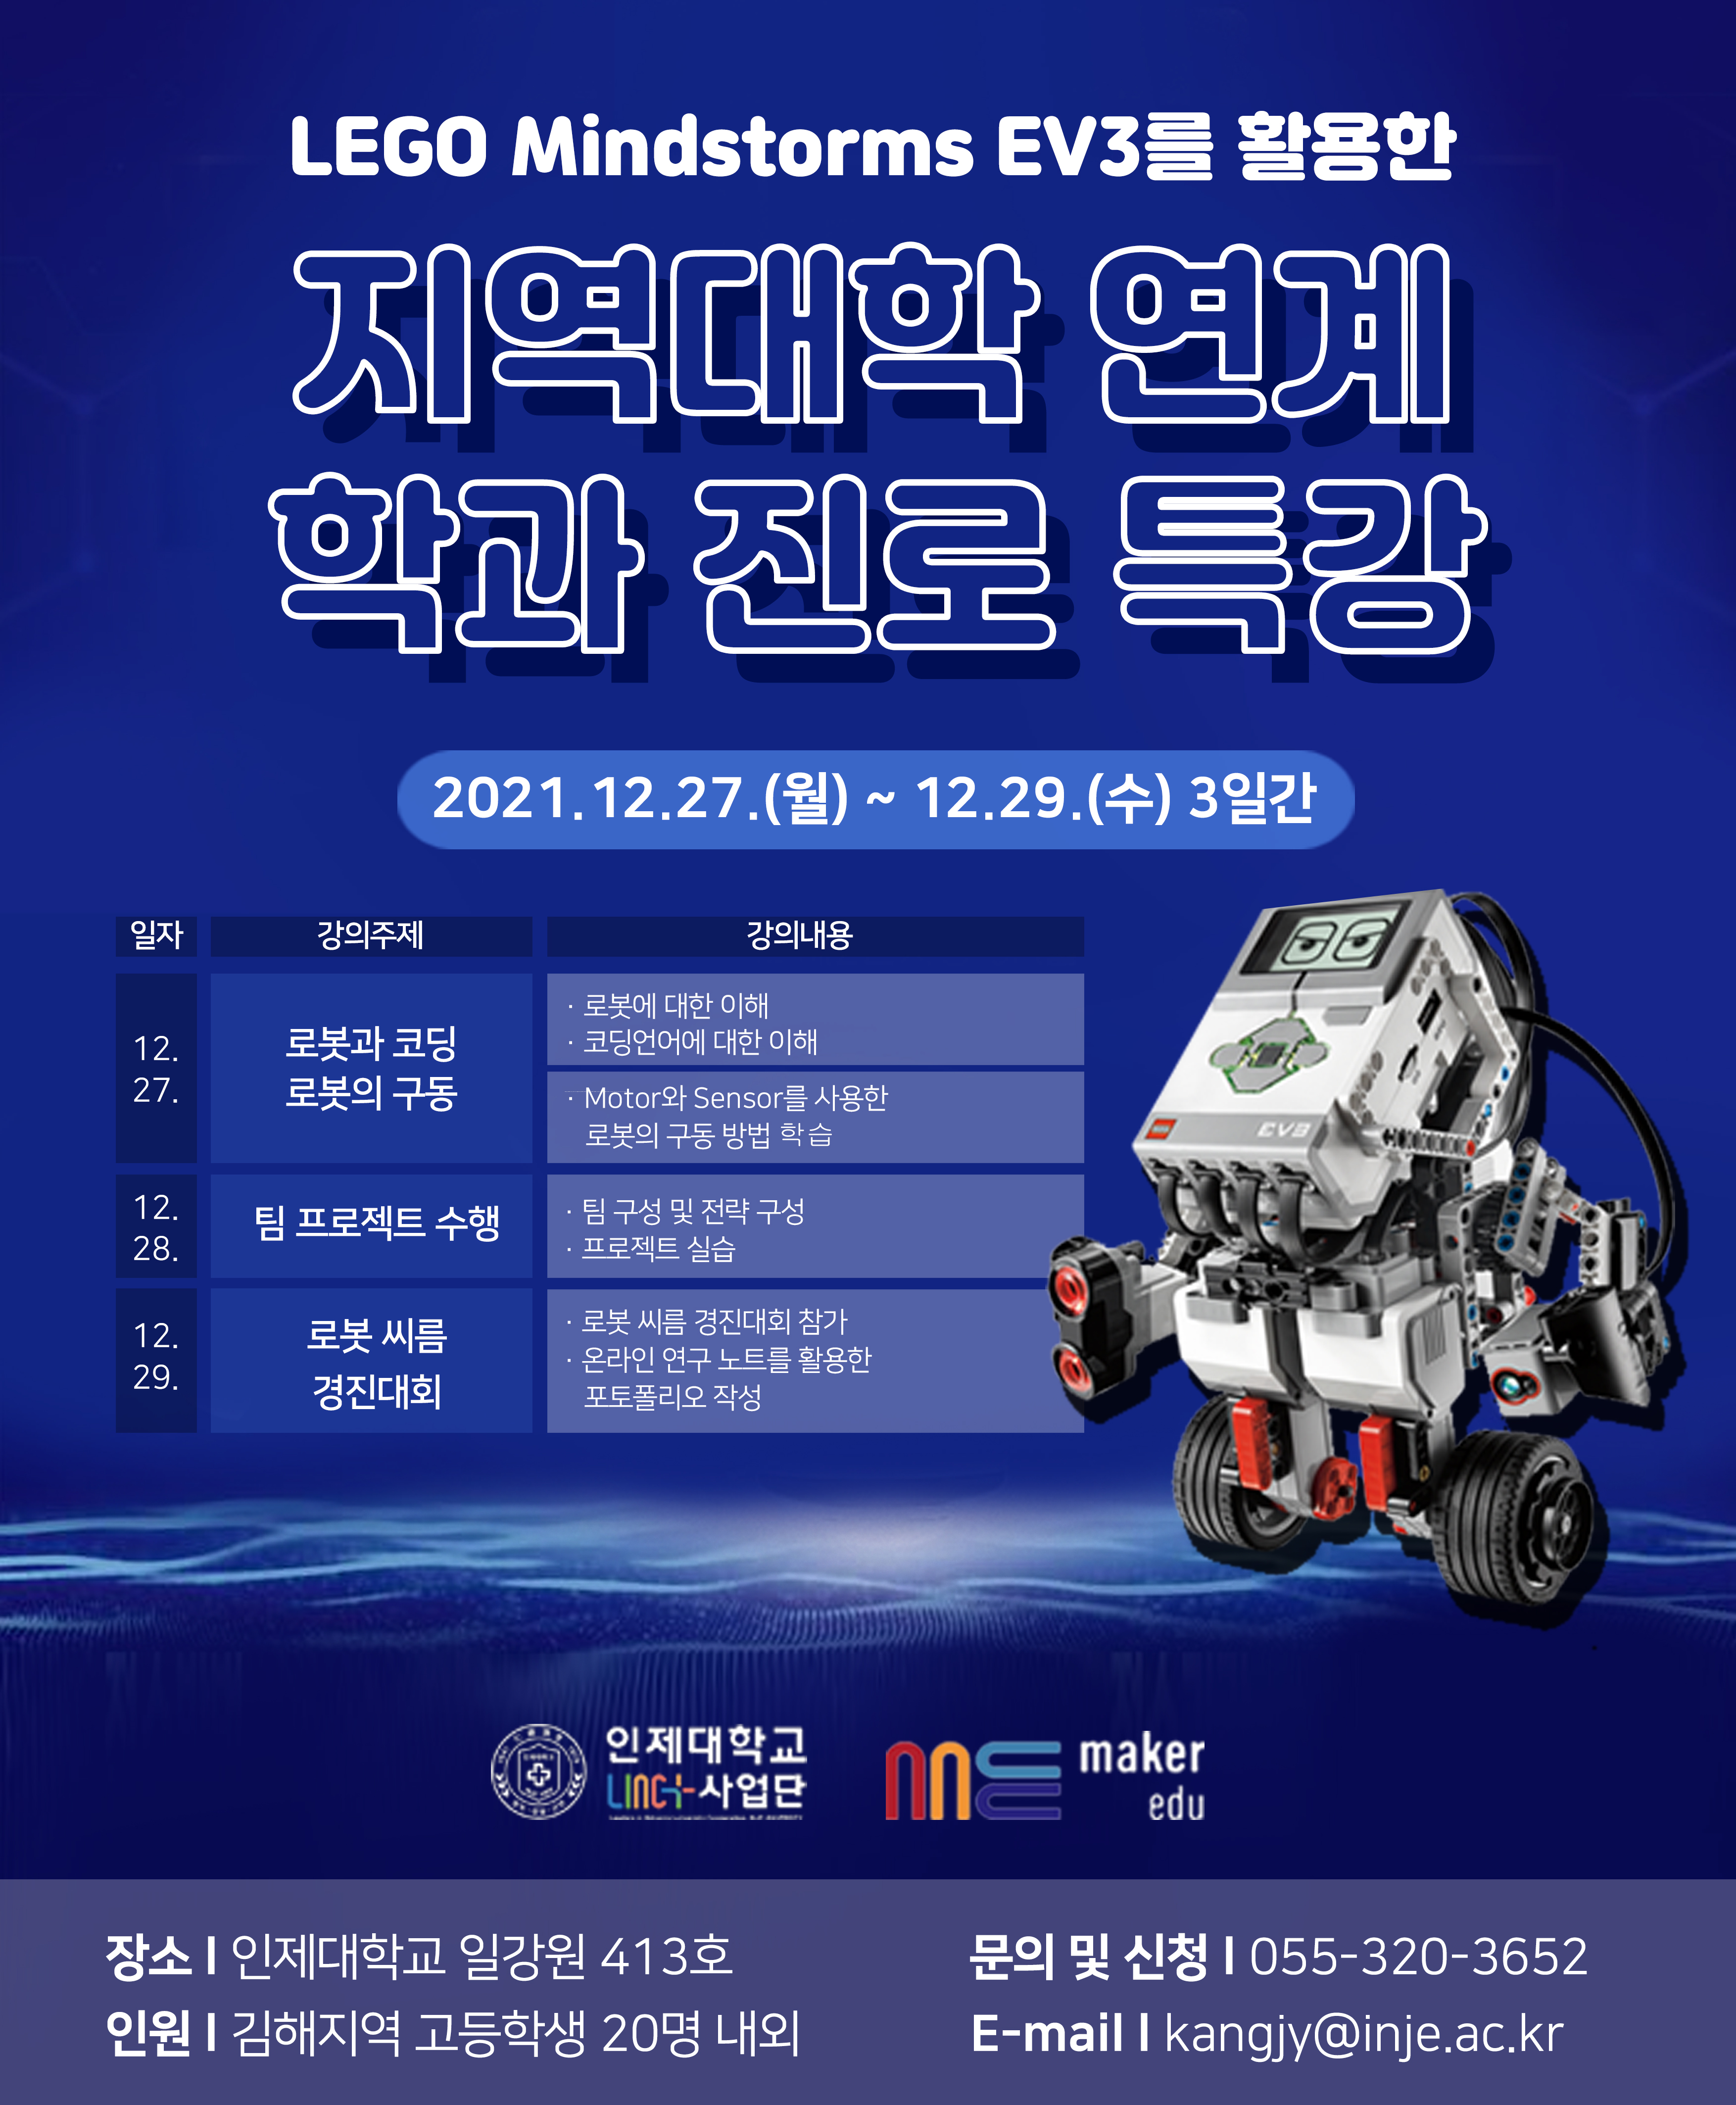 LEGO Mindstorms EV3를 활용한
지역대학 연계
학과 진로 특강
2021.12.27.(월) ~ 12.29.(수) 3일간
일자 강의주제 강의내용
12.
27.
로봇과 코딩
로봇의 구동
· 로봇에 대한 이해
· 코딩언어에 대한 이해
· Motor와 Sensor를 사용한
로봇의 구동 방법 학습
12.
28.
팀 프로젝트 수행
· 팀 구성 및 전략 구성
· 프로젝트 실습
12.
29.
로봇 씨름
경진대회
· 로봇 씨름 경진대회 참가
· 온라인 연구 노트를 활용한
포토폴리오 작성
EV3
인제대학교
LINC+사업단
maker
edu
장소 I 인제대학교 일강원 413호
인원 I 김해지역 고등학생 20명 내외
문의 및 신청 I 055-320-3652
E-mail I kangjy@inje.ac.kr